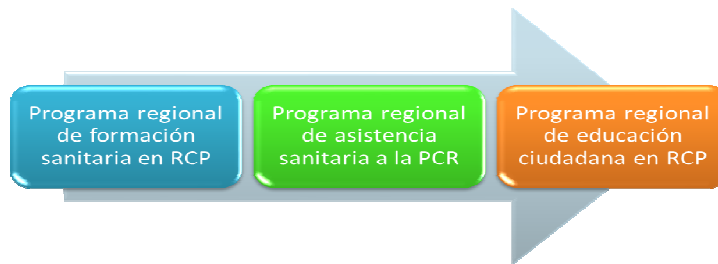 Programa regional
de formación
sanitaria en RCP
Programa regional
de asistencia
sanitaria a la PCR
Programa regional
de educación
ciudadana en RCP